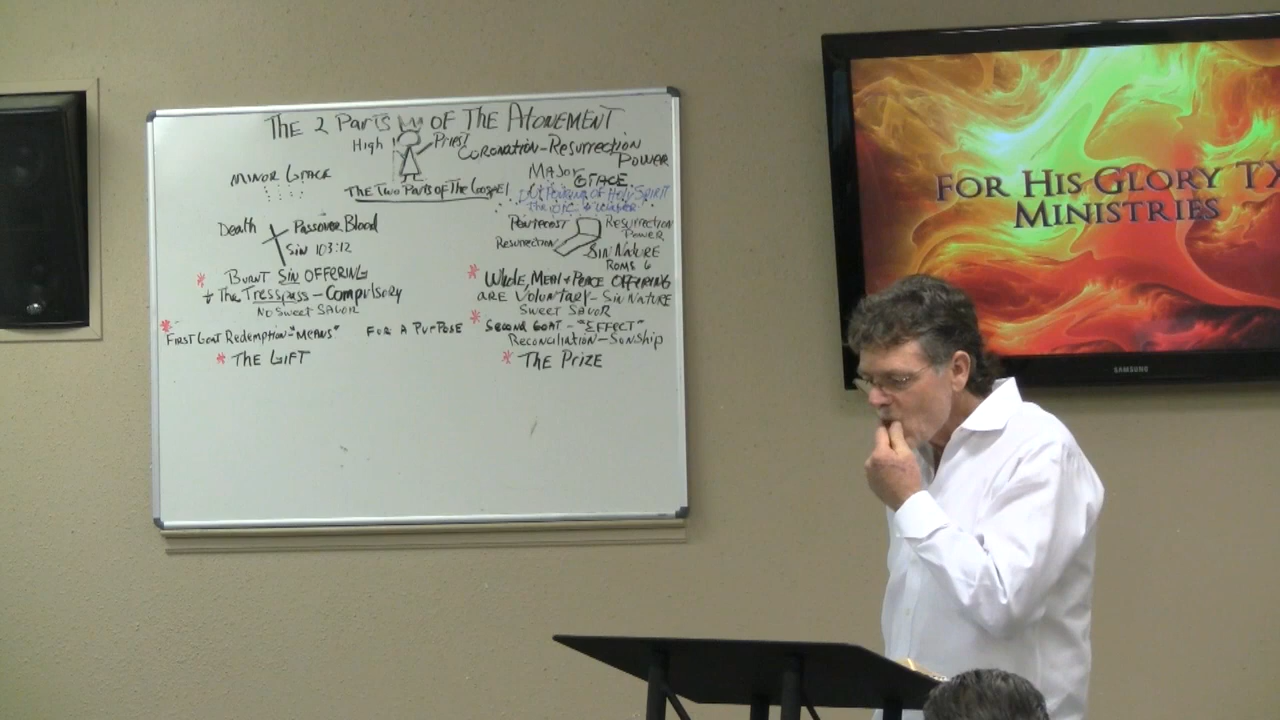 THE 2 PARTS OF THE ATONEMENT
High Priest
CORONATION-RESURRECTION
POWER
MINOR GRACE
MAJOR GRACE
THE TWO PARTS OF THE GOSPEL
OF HOLY SPIRIT
Death Passover Blood
Sin 103:12
PENTECOST RESURRECTION
POWER
RESURRECTION SIN NATURE
ROMS 6
* BURNT SIN OFFERING
+ The TRESSPASS - COMPULSORY
NO SWEET SAVOR
* WHOLE, MEAL + PEACE OFFERING
ARE VOLUNTARY - SIN NATURE
SWEET SAVOR
* FIRST GOAT REDEMPTION - "MEANS" FOR A PURPOSE
* SECOND GOAT - "EFFECT"
RECONCILIATION - SONSHIP
* THE GIFT
* THE PRIZE
FOR HIS GLORY TX
MINISTRIES
SAMSUNG